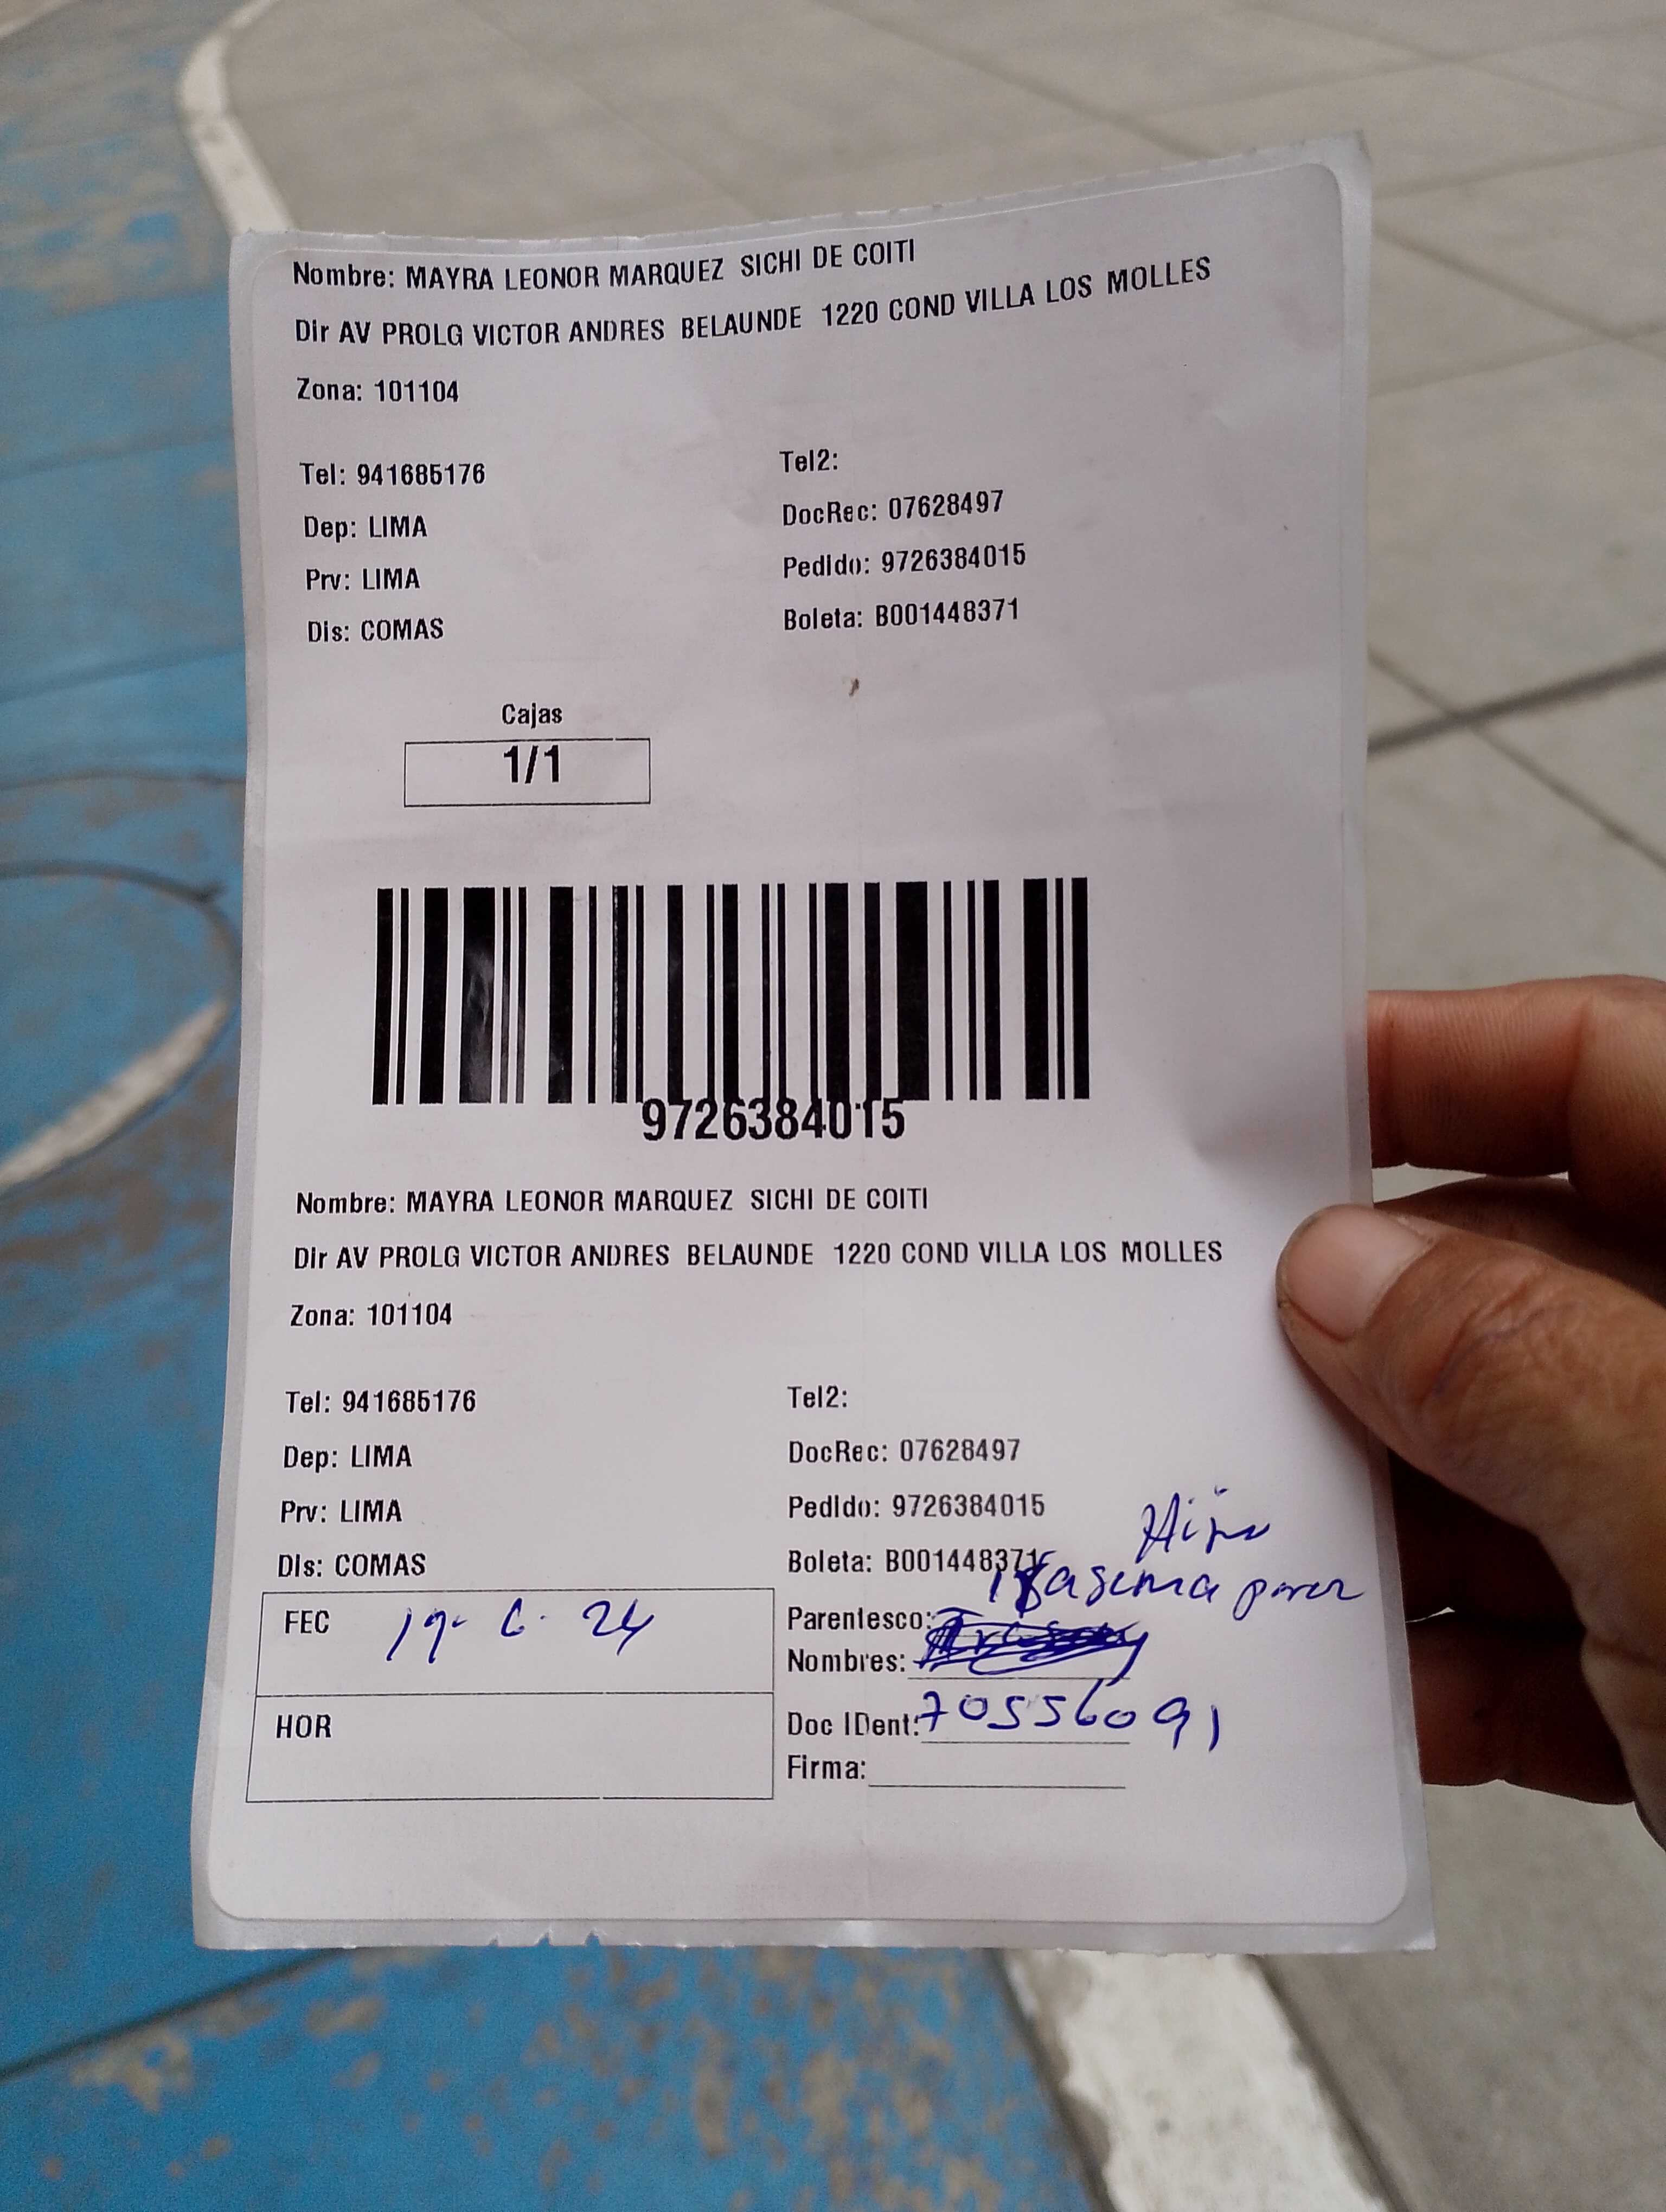 Nombre: MAYRA LEONOR MARQUEZ SICHI DE COITI
Dir AV PROLG VICTOR ANDRES BELAUNDE 1220 COND VILLA LOS MOLLES
Zona: 101104
Tel: 941685176
Tel2:
Dep: LIMA
DocRec: 07628497
Prv: LIMA
Pedido: 9726384015
Dis: COMAS
Boleta: B001448371
Cajas
1/1
9726384015
Nombre: MAYRA LEONOR MARQUEZ SICHI DE COITI
Dir AV PROLG VICTOR ANDRES BELAUNDE 1220 COND VILLA LOS MOLLES
Zona: 101104
Tel: 941685176
Tel2:
Dep: LIMA
DocRec: 07628497
Prv: LIMA
Pedido: 9726384015
Dis: COMAS
Boleta: B001448371
FEC 19-6-24
Parentesco:
Nombres:
HOR
Doc IDent: 70556091
Firma: